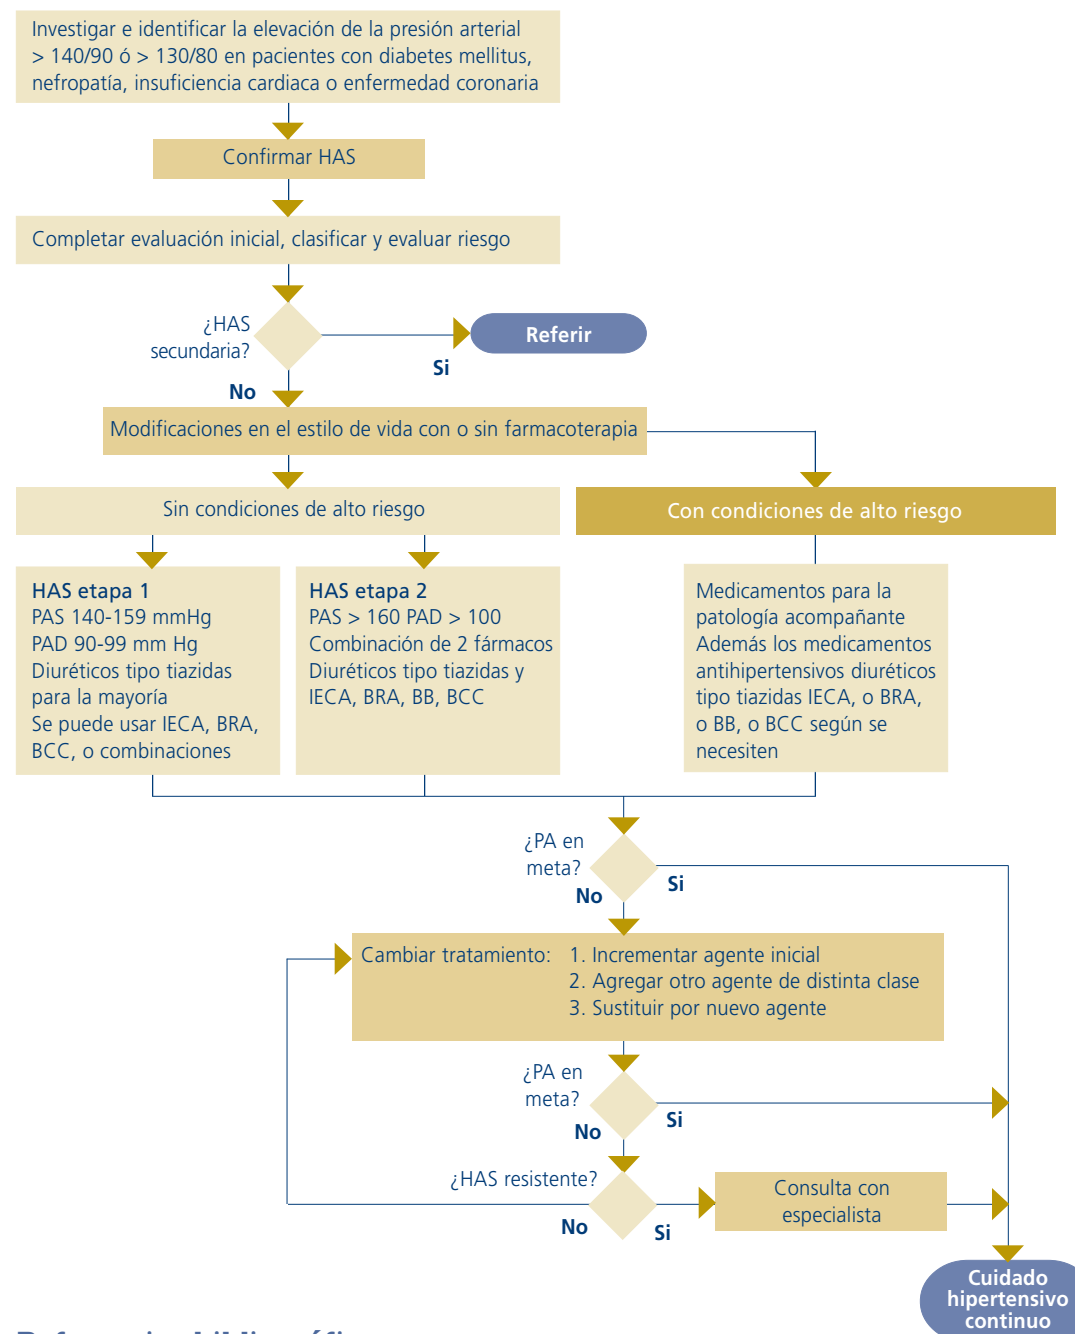 Investigar e identificar la elevación de la presión arterial
> 140/90 ó > 130/80 en pacientes con diabetes mellitus,
nefropatía, insuficiencia cardiaca o enfermedad coronaria
Confirmar HAS
Completar evaluación inicial, clasificar y evaluar riesgo
¿HAS
secundaria?
Referir
Si
No
Modificaciones en el estilo de vida con o sin farmacoterapia
Sin condiciones de alto riesgo
Con condiciones de alto riesgo
HAS etapa 1
PAS 140-159 mmHg
PAD 90-99 mm Hg
Diuréticos tipo tiazidas
para la mayoría
Se puede usar IECA, BRA,
BCC, o combinaciones
HAS etapa 2
PAS > 160 PAD > 100
Combinación de 2 fármacos
Diuréticos tipo tiazidas y
IECA, BRA, BB, BCC
Medicamentos para la
patología acompañante
Además los medicamentos
antihipertensivos diuréticos
tipo tiazidas IECA, o BRA,
o BB, o BCC según se
necesiten
¿PA en
meta?
Si
No
Cambiar tratamiento: 1. Incrementar agente inicial
2. Agregar otro agente de distinta clase
3. Sustituir por nuevo agente
¿PA en
meta?
Si
No
¿HAS resistente?
No
Si
Consulta con
especialista
Cuidado
hipertensivo
continuo